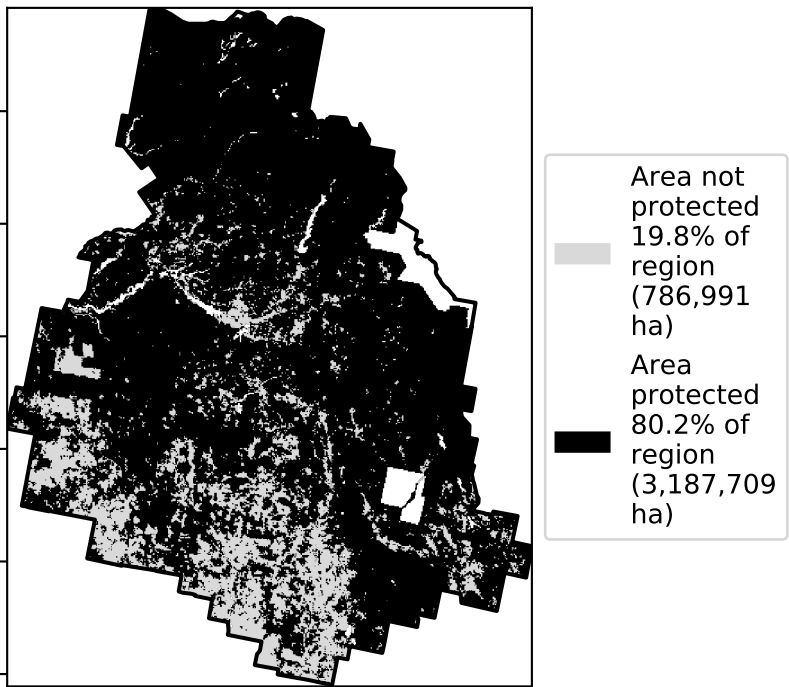 Area not
protected
19.8% of
region
(786,991
ha)
Area
protected
80.2% of
region
(3,187,709
ha)